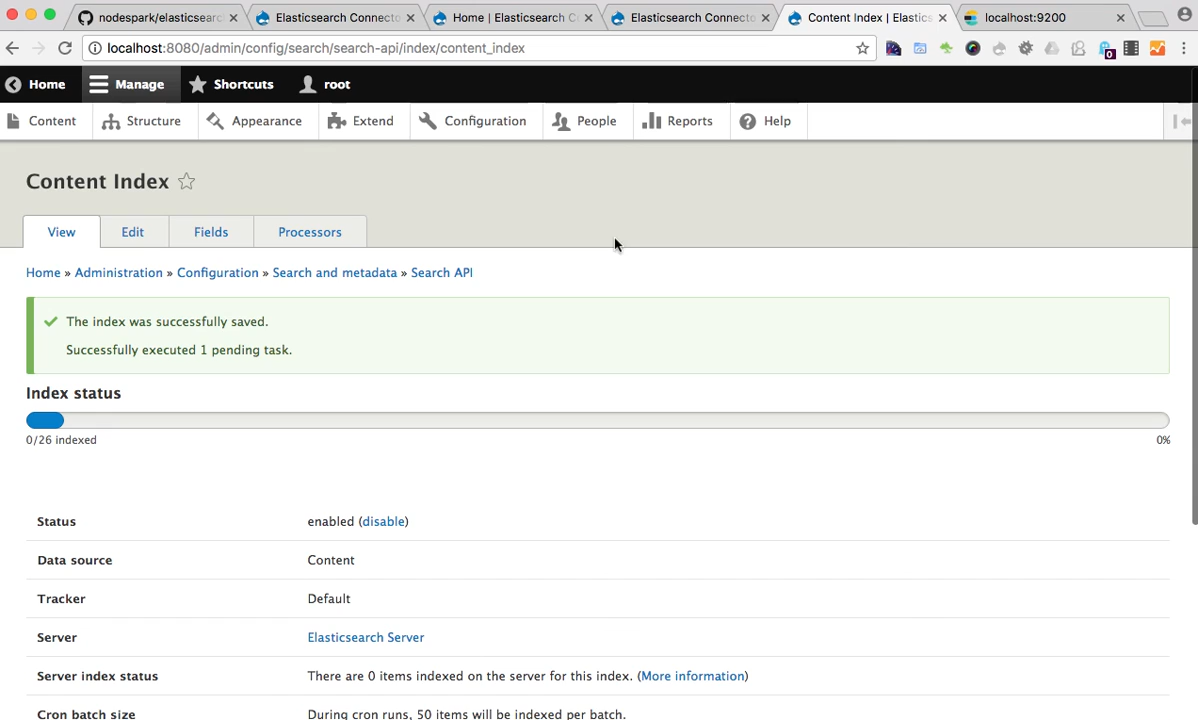 nodespark/elasticsearc
Elasticsearch Connecto
Home | Elasticsearch C
Elasticsearch Connecto
Content Index | Elastics
localhost:9200
localhost:8080/admin/config/search/search-api/index/content_index
0
Home
Manage
Shortcuts
root
Content
Structure
Appearance
Extend
Configuration
People
Reports
Help
Content Index
View
Edit
Fields
Processors
Home » Administration » Configuration » Search and metadata » Search API
The index was successfully saved.
Successfully executed 1 pending task.
Index status
0/26 indexed
0%
Status
enabled (disable)
Data source
Content
Tracker
Default
Server
Elasticsearch Server
Server index status
There are 0 items indexed on the server for this index. (More information)
Cron batch size
During cron runs, 50 items will be indexed per batch.